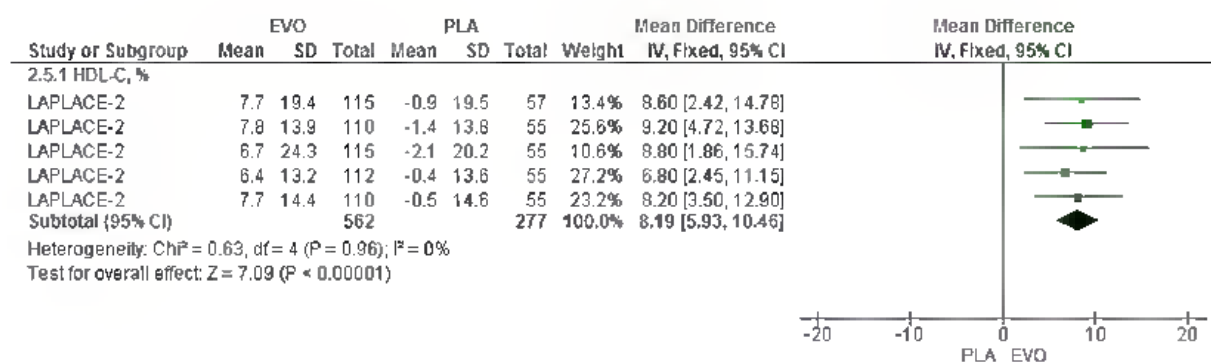 EVO PLA Mean Difference Mean Difference
Study or Subgroup Mean SD Total Mean SD Total Weight IV, Fixed, 95% CI IV, Fixed, 95% CI
2.5.1 HDL-C, %
LAPLACE-2 7.7 19.4 115 -0.9 19.5 57 13.4% 8.60 [2.42, 14.78]
LAPLACE-2 7.8 13.9 110 -1.4 13.8 55 25.6% 9.20 [4.72, 13.68]
LAPLACE-2 6.7 24.3 115 -2.1 20.2 55 10.6% 8.80 [1.86, 15.74]
LAPLACE-2 6.4 13.2 112 -0.4 13.6 55 27.2% 6.80 [2.45, 11.15]
LAPLACE-2 7.7 14.4 110 -0.5 14.6 55 23.2% 8.20 [3.50, 12.90]
Subtotal (95% CI) 562 277 100.0% 8.19 [5.93, 10.46]
Heterogeneity: Chi² = 0.63, df = 4 (P = 0.96); I² = 0%
Test for overall effect: Z = 7.09 (P < 0.00001)
-20 -10 0 10 20
PLA EVO